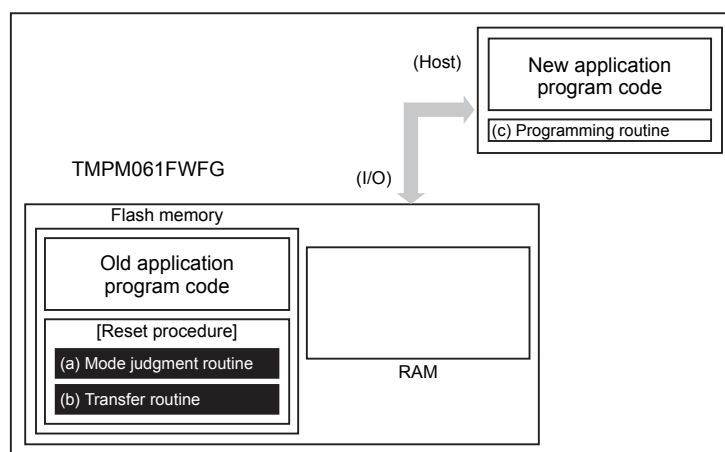 (Host)
New application
program code
(c) Programming routine
TMPM061FWFG
(I/O)
Flash memory
Old application
program code
[Reset procedure]
(a) Mode judgment routine
(b) Transfer routine
RAM